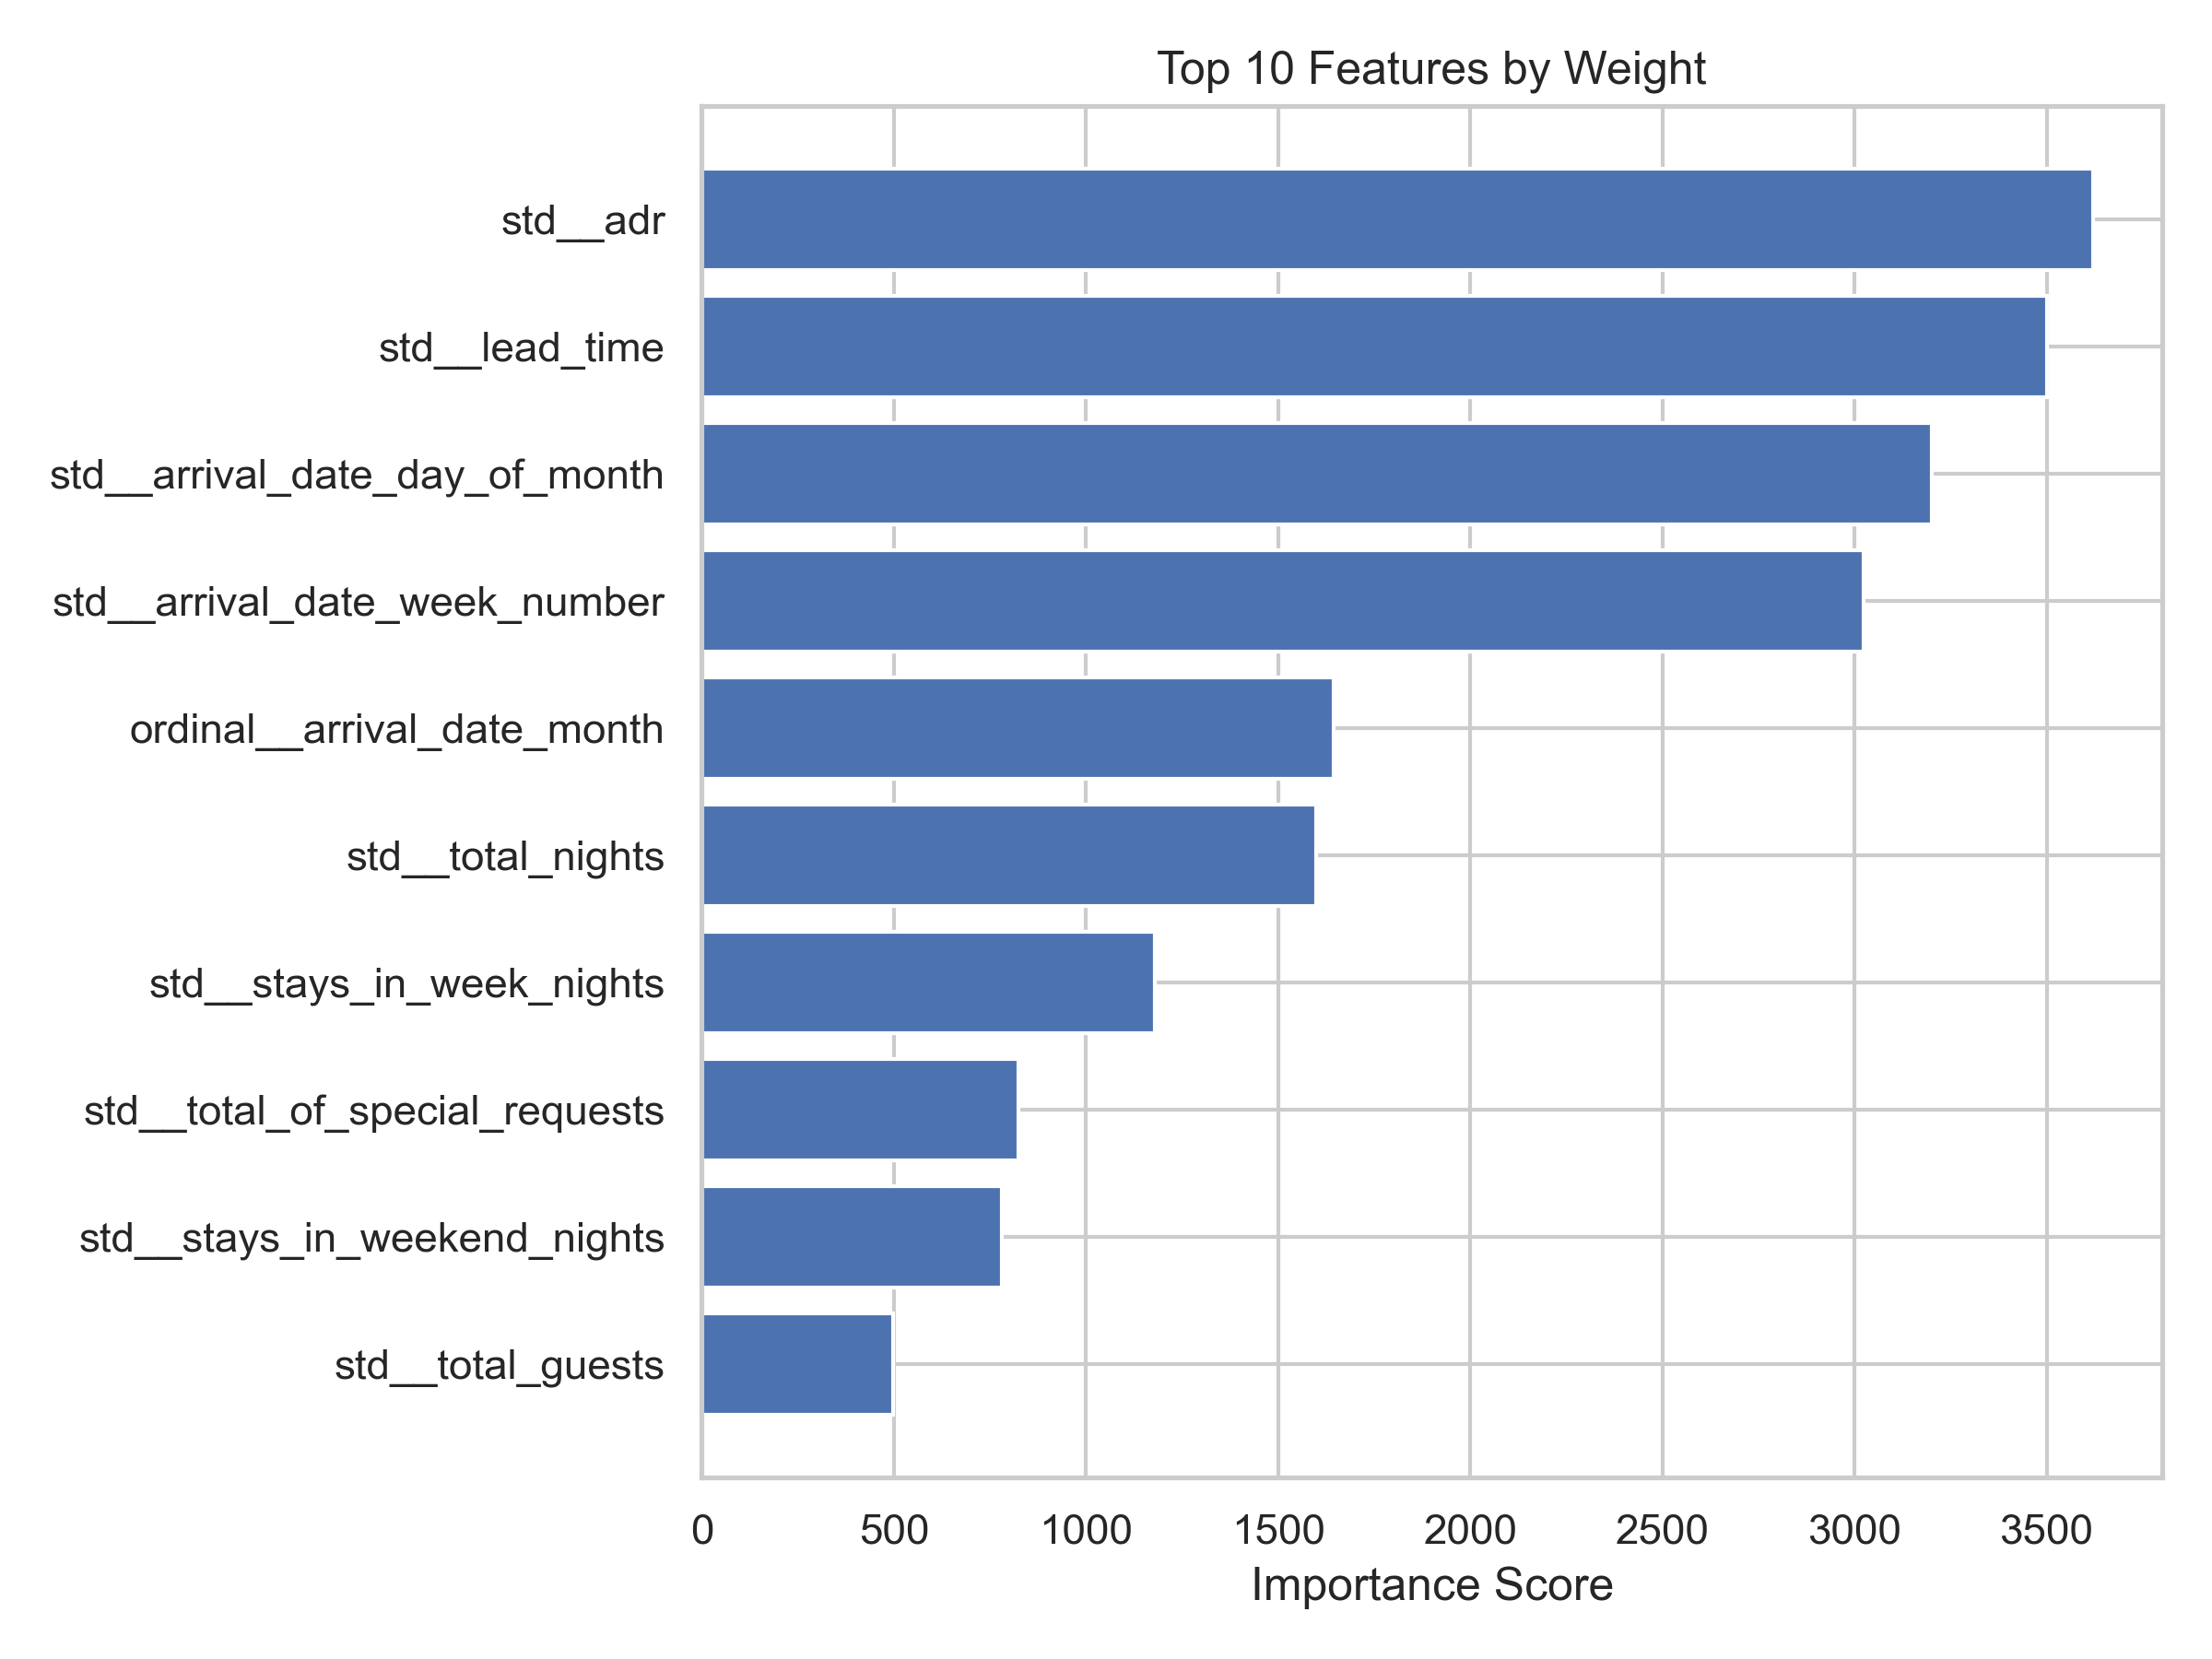 Top 10 Features by Weight
std__adr
std__lead_time
std__arrival_date_day_of_month
std__arrival_date_week_number
ordinal__arrival_date_month
std__total_nights
std__stays_in_week_nights
std__total_of_special_requests
std__stays_in_weekend_nights
std__total_guests
0 500 1000 1500 2000 2500 3000 3500
Importance Score